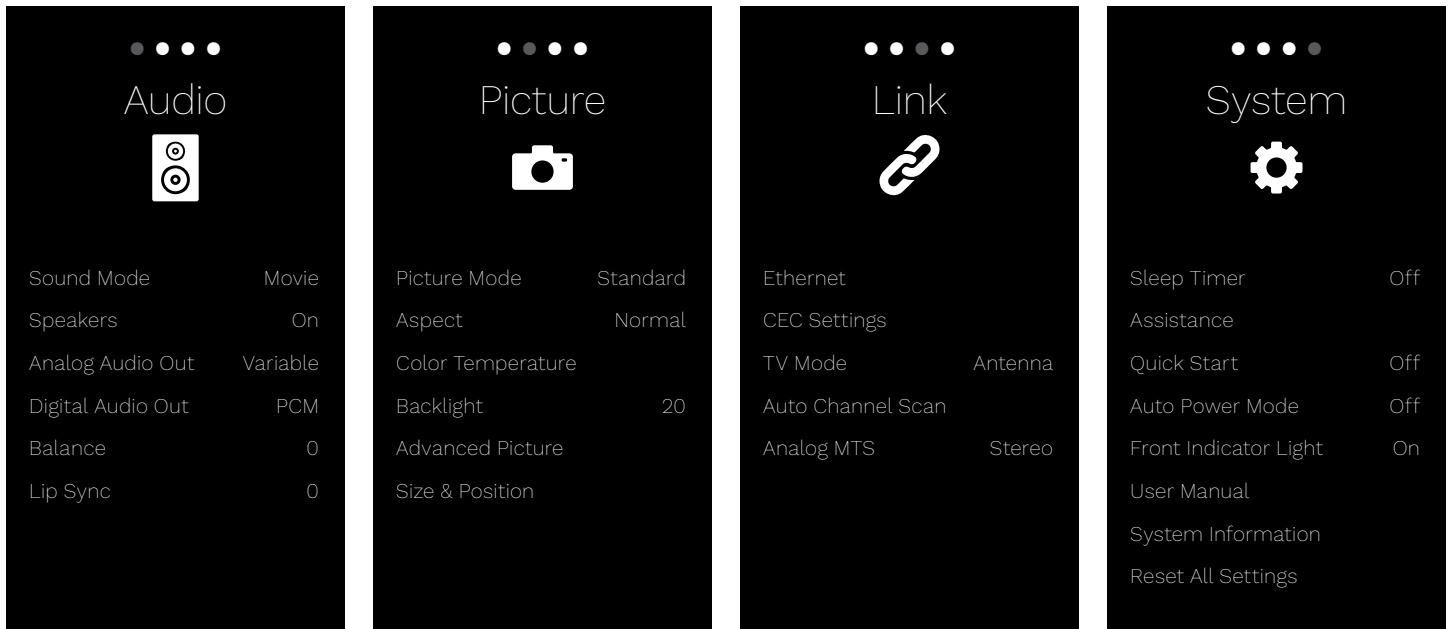 Audio
Sound Mode Movie
Speakers On
Analog Audio Out Variable
Digital Audio Out PCM
Balance 0
Lip Sync 0
Picture
Picture Mode Standard
Aspect Normal
Color Temperature
Backlight 20
Advanced Picture
Size & Position
Link
Ethernet
CEC Settings
TV Mode Antenna
Auto Channel Scan
Analog MTS Stereo
System
Sleep Timer Off
Assistance
Quick Start Off
Auto Power Mode Off
Front Indicator Light On
User Manual
System Information
Reset All Settings